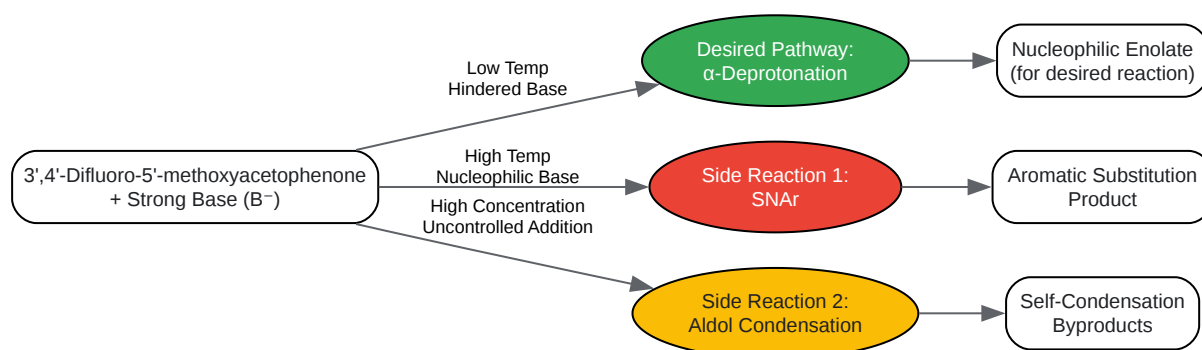 3',4'-Difluoro-5'-methoxyacetophenone
+ Strong Base (B⁻)
Low Temp
Hindered Base
Desired Pathway:
α-Deprotonation
Nucleophilic Enolate
(for desired reaction)
High Temp
Nucleophilic Base
Side Reaction 1:
SNAr
Aromatic Substitution
Product
High Concentration
Uncontrolled Addition
Side Reaction 2:
Aldol Condensation
Self-Condensation
Byproducts